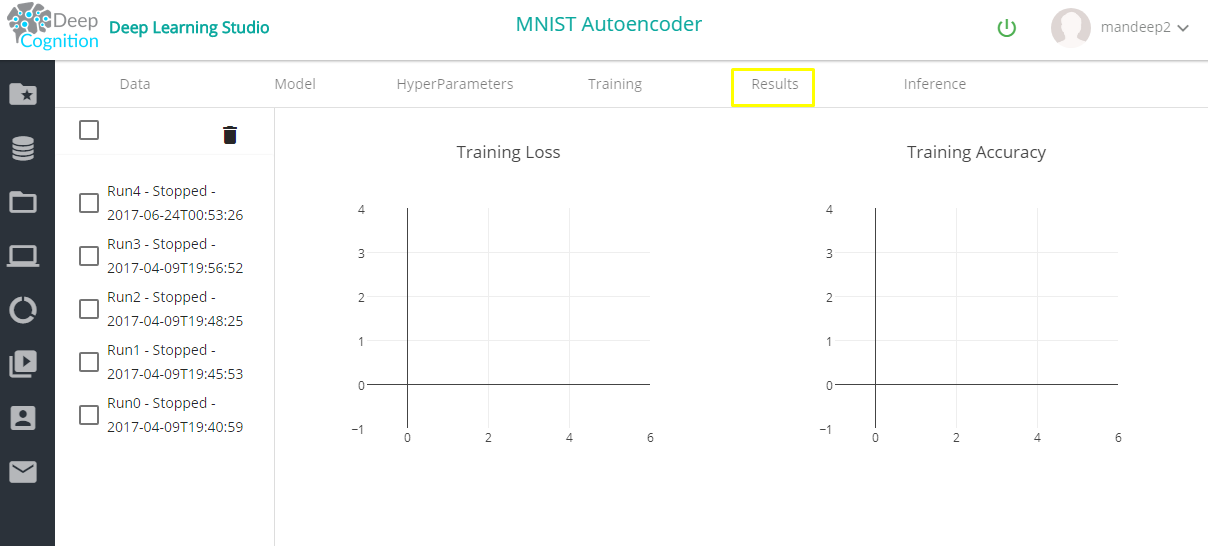 Deep
Cognition
Deep Learning Studio
MNIST Autoencoder
mandeep2
Data
Model
HyperParameters
Training
Results
Inference
Run4 - Stopped -
2017-06-24T00:53:26
Run3 - Stopped -
2017-04-09T19:56:52
Run2 - Stopped -
2017-04-09T19:48:25
Run1 - Stopped -
2017-04-09T19:45:53
Run0 - Stopped -
2017-04-09T19:40:59
Training Loss
4
3
2
1
0
−1
0 2 4 6
Training Accuracy
4
3
2
1
0
−1
0 2 4 6